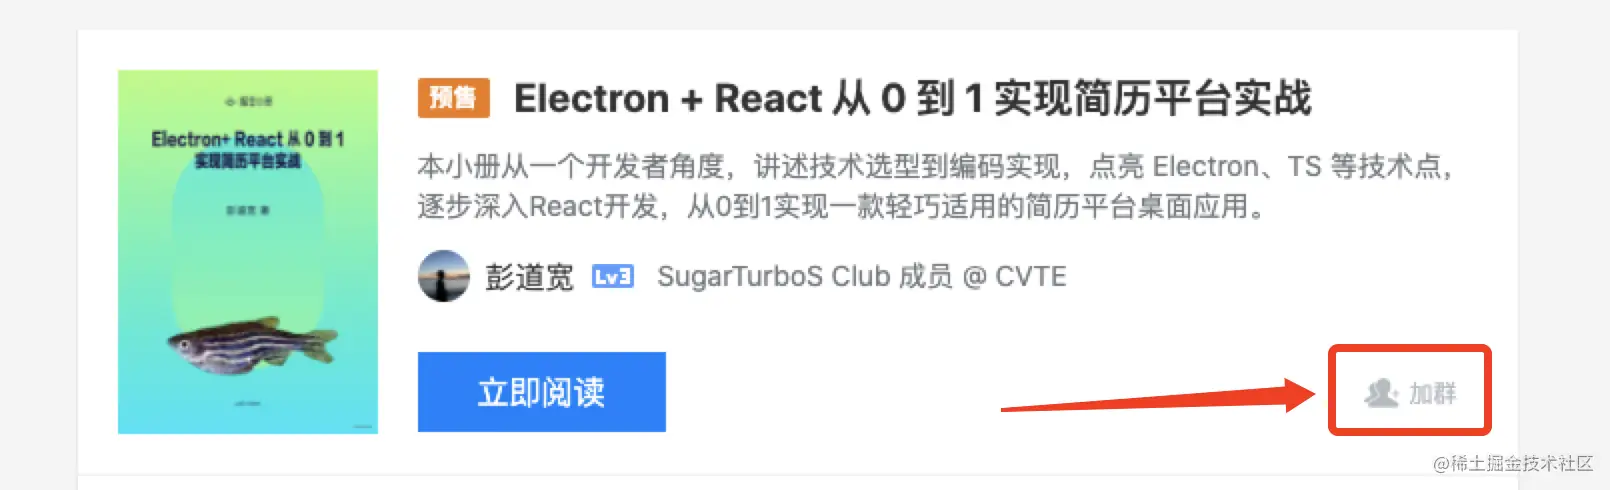 Electron+ React 从 0 到 1
实现简历平台实战
彭道宽 著
预售 Electron + React 从 0 到 1 实现简历平台实战
本小册从一个开发者角度，讲述技术选型到编码实现，点亮 Electron、TS 等技术点，
逐步深入React开发，从0到1实现一款轻巧适用的简历平台桌面应用。
彭道宽 Lv3 SugarTurboS Club 成员 @ CVTE
立即阅读
加群
@稀土掘金技术社区